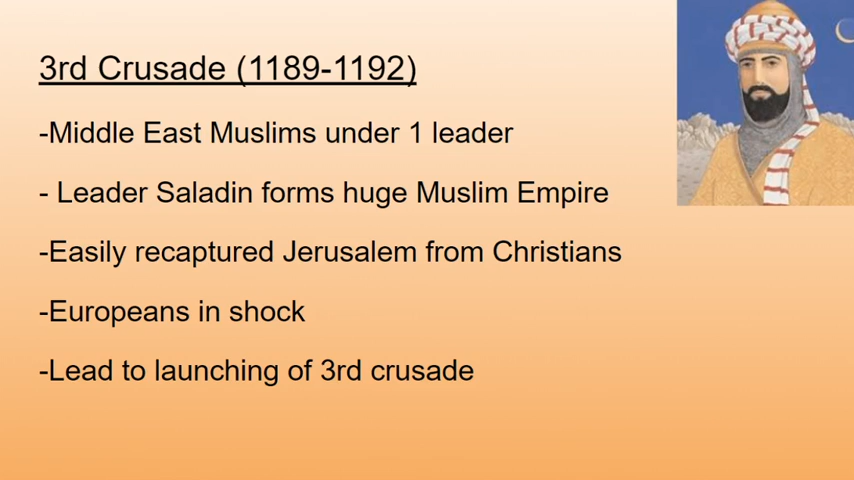 3rd Crusade (1189-1192)
-Middle East Muslims under 1 leader
- Leader Saladin forms huge Muslim Empire
-Easily recaptured Jerusalem from Christians
-Europeans in shock
-Lead to launching of 3rd crusade